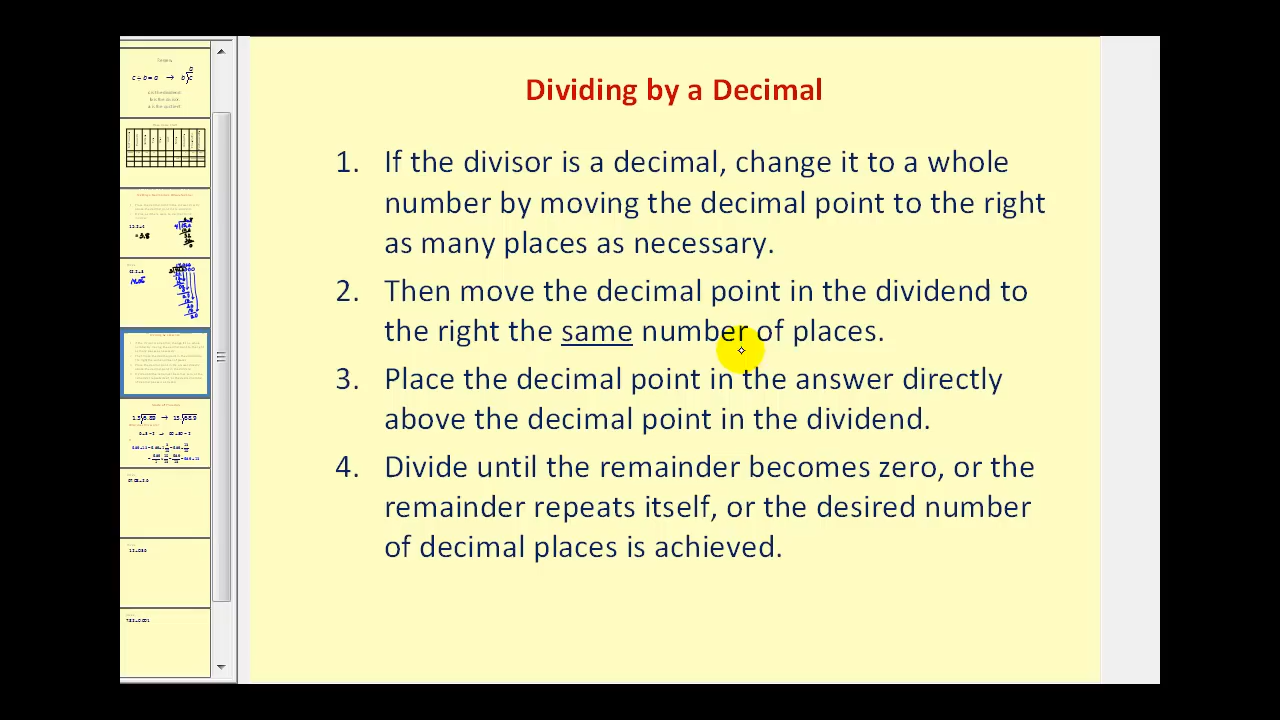 Dividing by a Decimal
1. If the divisor is a decimal, change it to a whole
number by moving the decimal point to the right
as many places as necessary.
2. Then move the decimal point in the dividend to
the right the same number of places.
3. Place the decimal point in the answer directly
above the decimal point in the dividend.
4. Divide until the remainder becomes zero, or the
remainder repeats itself, or the desired number
of decimal places is achieved.